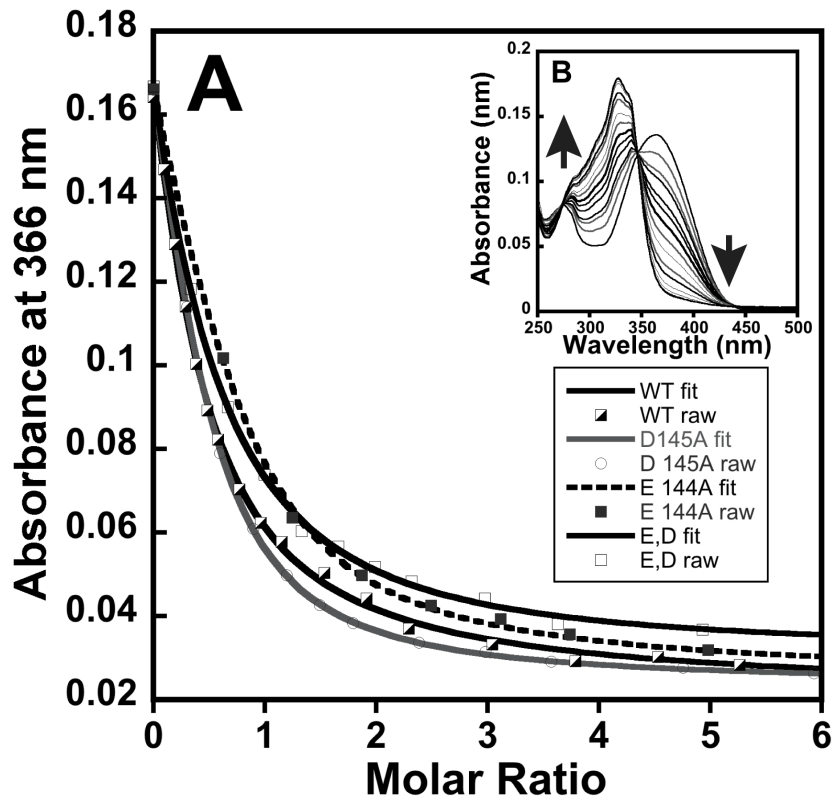 A
Absorbance at 366 nm
0.18
0.16
0.14
0.12
0.1
0.08
0.06
0.04
0.02
0 1 2 3 4 5 6
Molar Ratio
B
Absorbance (nm)
0.2
0.15
0.1
0.05
0
250 300 350 400 450 500
Wavelength (nm)
WT fit
WT raw
D145A fit
D 145A raw
E 144A fit
E 144A raw
E,D fit
E,D raw